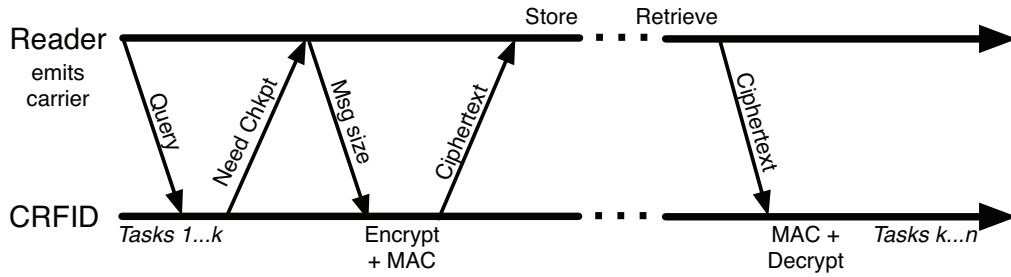 Store
Retrieve
Reader
emits
carrier
Query
Need Chkpt
Msg size
Ciphertext
Ciphertext
CRFID
Tasks 1...k
Encrypt
+ MAC
MAC +
Decrypt
Tasks k...n